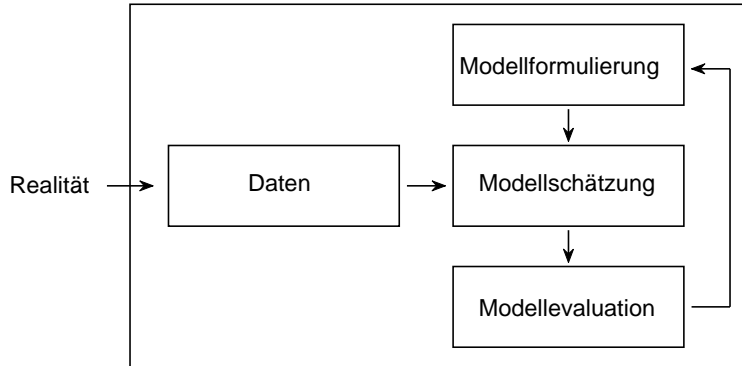 Modellformulierung
Realität
Daten
Modellschätzung
Modellevaluation